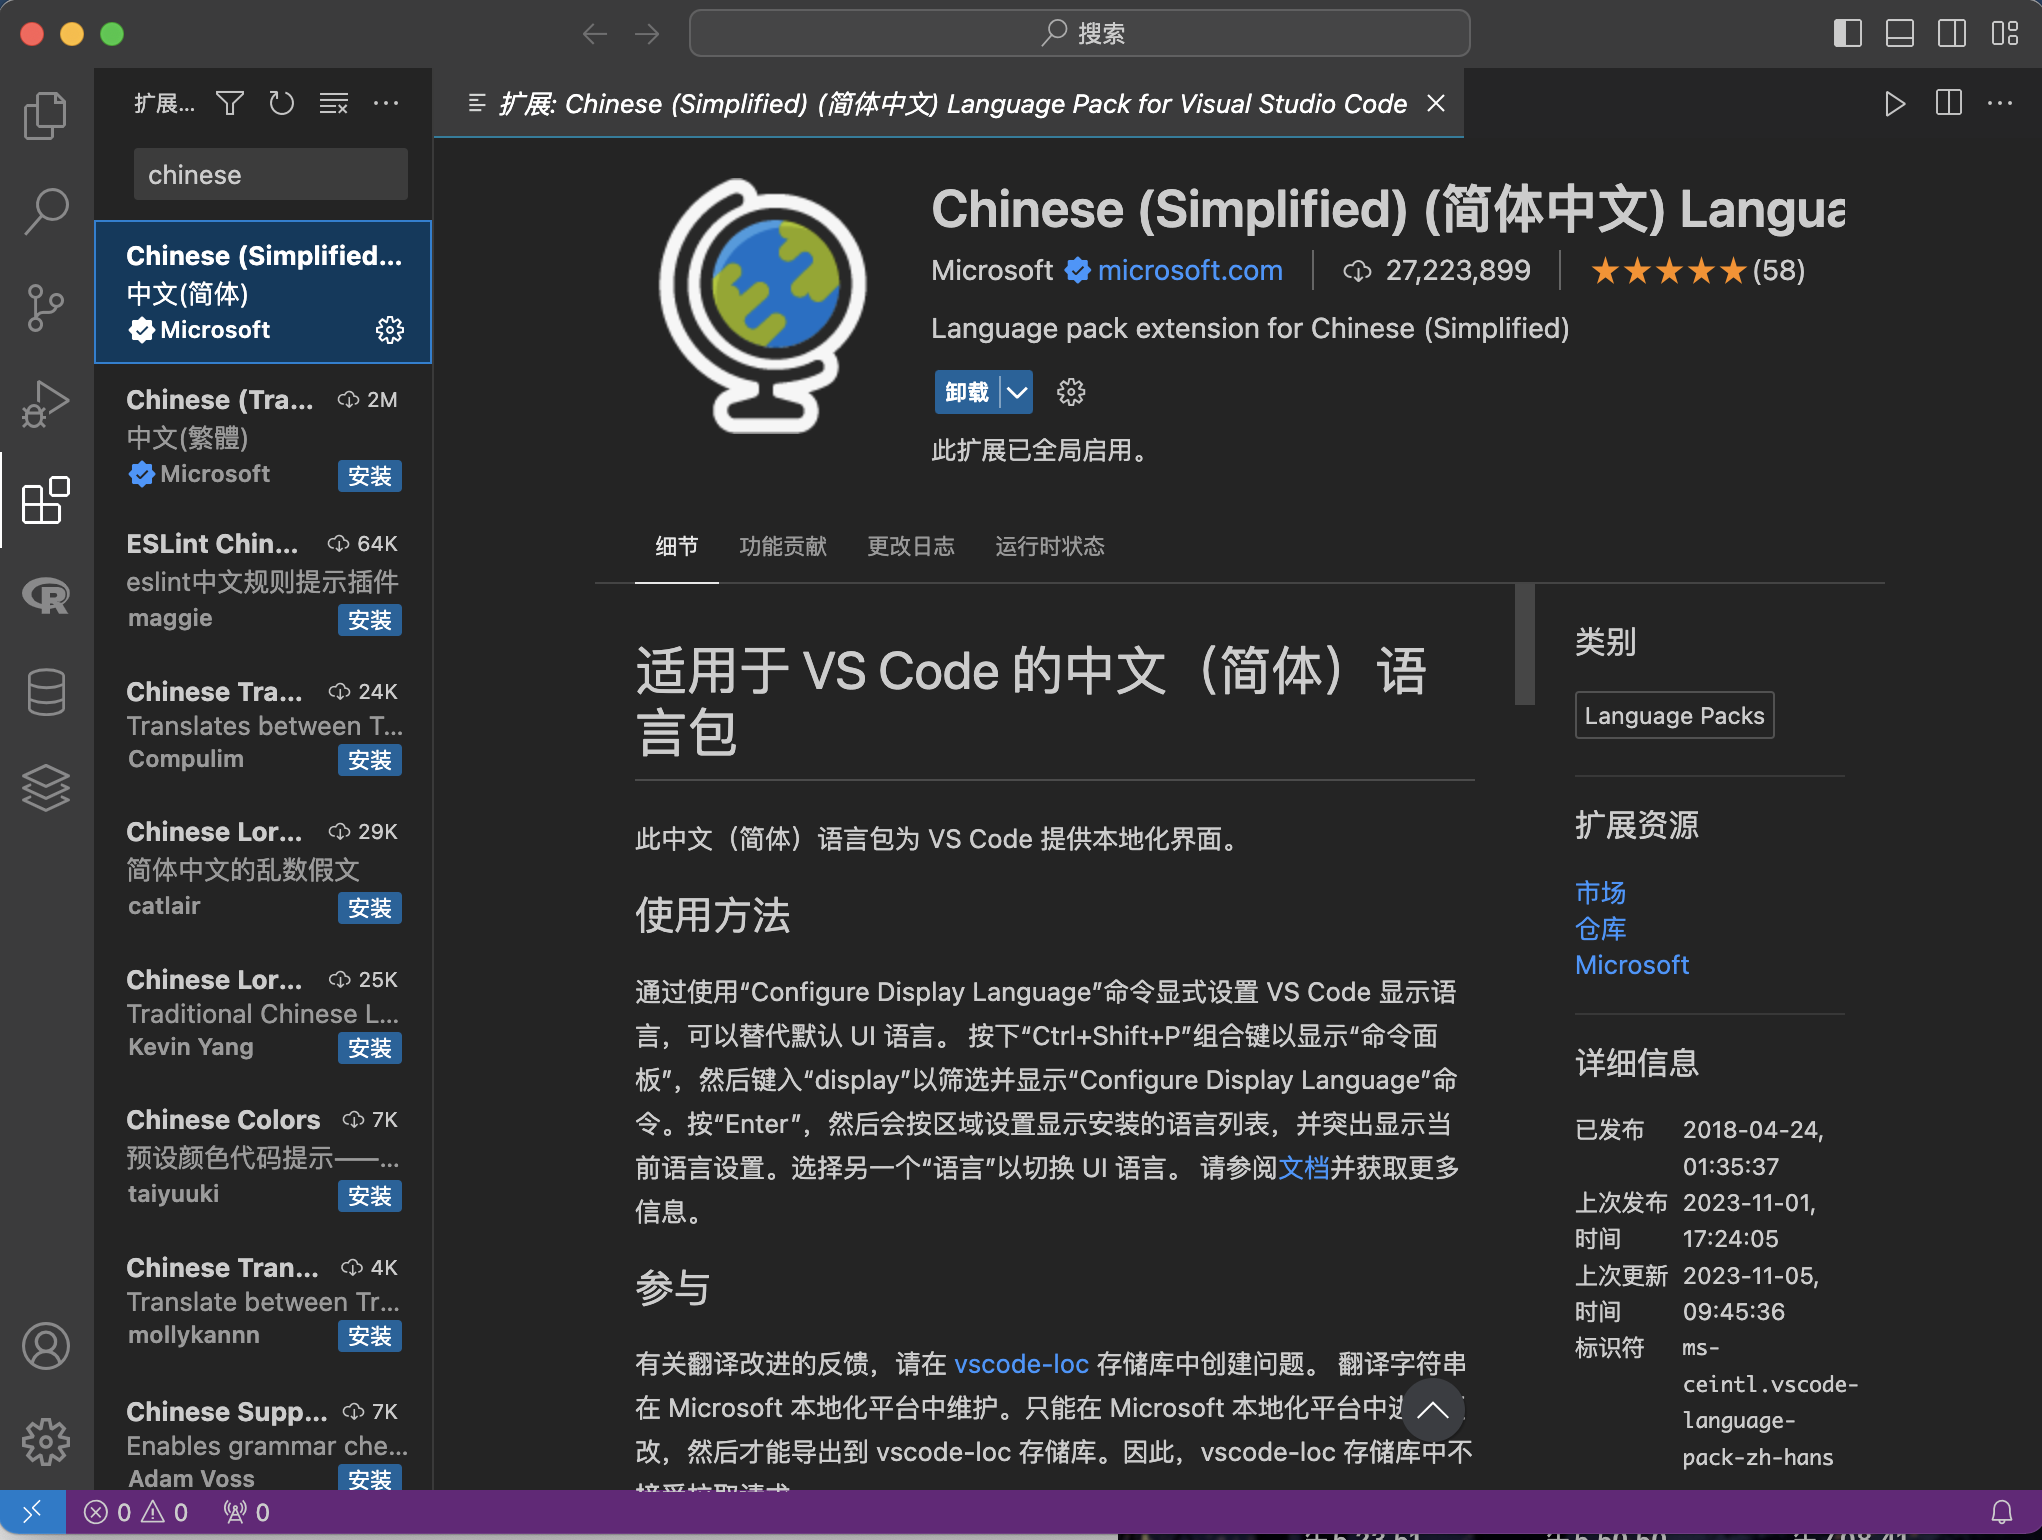 搜索
扩展...
chinese
Chinese (Simplified...
中文(简体)
Microsoft
Chinese (Tra... 2M
中文(繁體)
Microsoft 安装
ESLint Chin... 64K
eslint中文规则提示插件
maggie 安装
Chinese Tra... 24K
Translates between T...
Compulim 安装
Chinese Lor... 29K
简体中文的乱数假文
catlair 安装
Chinese Lor... 25K
Traditional Chinese L...
Kevin Yang 安装
Chinese Colors 7K
预设颜色代码提示——...
taiyuuki 安装
Chinese Tran... 4K
Translate between Tr...
mollykannn 安装
Chinese Supp... 7K
Enables grammar che...
Adam Voss 安装
扩展: Chinese (Simplified) (简体中文) Language Pack for Visual Studio Code
Chinese (Simplified) (简体中文) Langua
Microsoft microsoft.com 27,223,899 (58)
Language pack extension for Chinese (Simplified)
卸载
此扩展已全局启用。
细节 功能贡献 更改日志 运行时状态
适用于 VS Code 的中文（简体）语
言包
此中文（简体）语言包为 VS Code 提供本地化界面。
使用方法
通过使用“Configure Display Language”命令显式设置 VS Code 显示语
言，可以替代默认 UI 语言。 按下“Ctrl+Shift+P”组合键以显示“命令面
板”，然后键入“display”以筛选并显示“Configure Display Language”命
令。按“Enter”，然后会按区域设置显示安装的语言列表，并突出显示当
前语言设置。选择另一个“语言”以切换 UI 语言。 请参阅文档并获取更多
信息。
参与
有关翻译改进的反馈，请在 vscode-loc 存储库中创建问题。 翻译字符串
在 Microsoft 本地化平台中维护。只能在 Microsoft 本地化平台中进
改，然后才能导出到 vscode-loc 存储库。因此，vscode-loc 存储库中不
类别
Language Packs
扩展资源
市场
仓库
Microsoft
详细信息
已发布 2018-04-24,
01:35:37
上次发布 2023-11-01,
时间 17:24:05
上次更新 2023-11-05,
时间 09:45:36
标识符 ms-
ceintl.vscode-
language-
pack-zh-hans
0 0 0